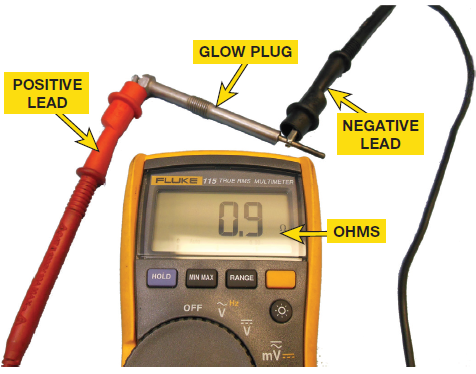 GLOW PLUG
POSITIVE
LEAD
NEGATIVE
LEAD
FLUKE 115 TRUE RMS MULTIMETER
0.9 Ω
OHMS
HOLD MIN MAX RANGE
OFF
Hz
V
V
mV